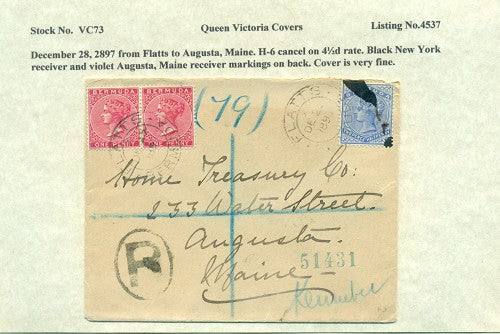 Stock No. VC73 Queen Victoria Covers Listing No.4537
December 28, 2897 from Flatts to Augusta, Maine. H-6 cancel on 4½d rate. Black New York
receiver and violet Augusta, Maine receiver markings on back. Cover is very fine.
BERMUDA BERMUDA
ONE PENNY ONE PENNY
(79)
FLATTS
DE
Home Treasury Co:
233 Water Street.
Augusta.
Maine
R
51431
Kennebec